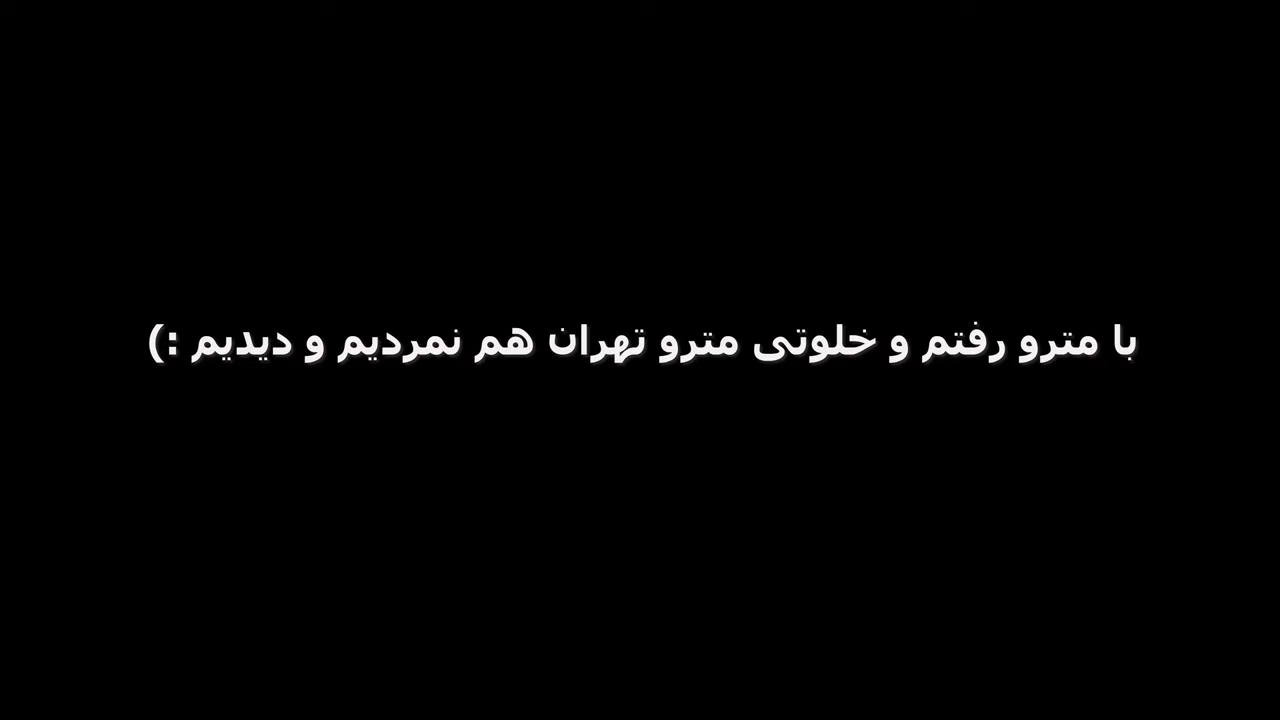 با مترو رفتم و خلوتی مترو تهران هم نمردیم و دیدیم :)